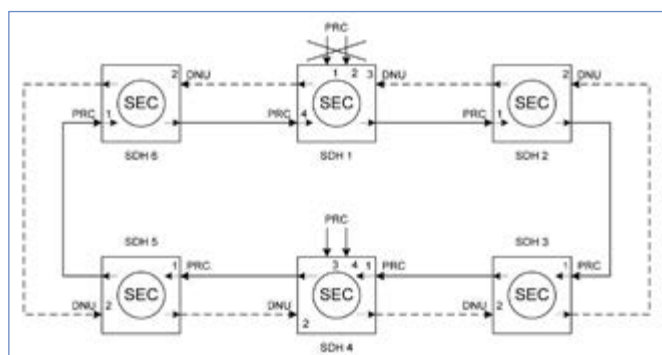 PRC
2 DNU 1 2 3 DNU 2 DNU
SEC SEC SEC
PRC 1 PRC 4 PRC 1
SDH 6 SDH 1 SDH 2
PRC
SDH 5 SDH 3
1 PRC 3 4 1 PRC 1 PRC
SEC SEC SEC
DNU 2 DNU 2 DNU 2
SDH 4